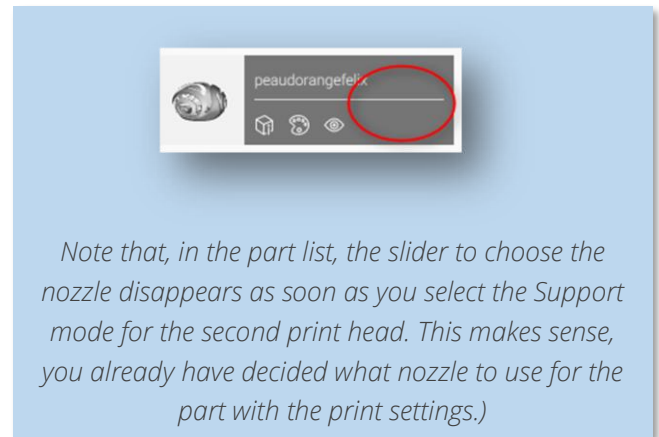 peaudorangefelix
Note that, in the part list, the slider to choose the
nozzle disappears as soon as you select the Support
mode for the second print head. This makes sense,
you already have decided what nozzle to use for the
part with the print settings.)